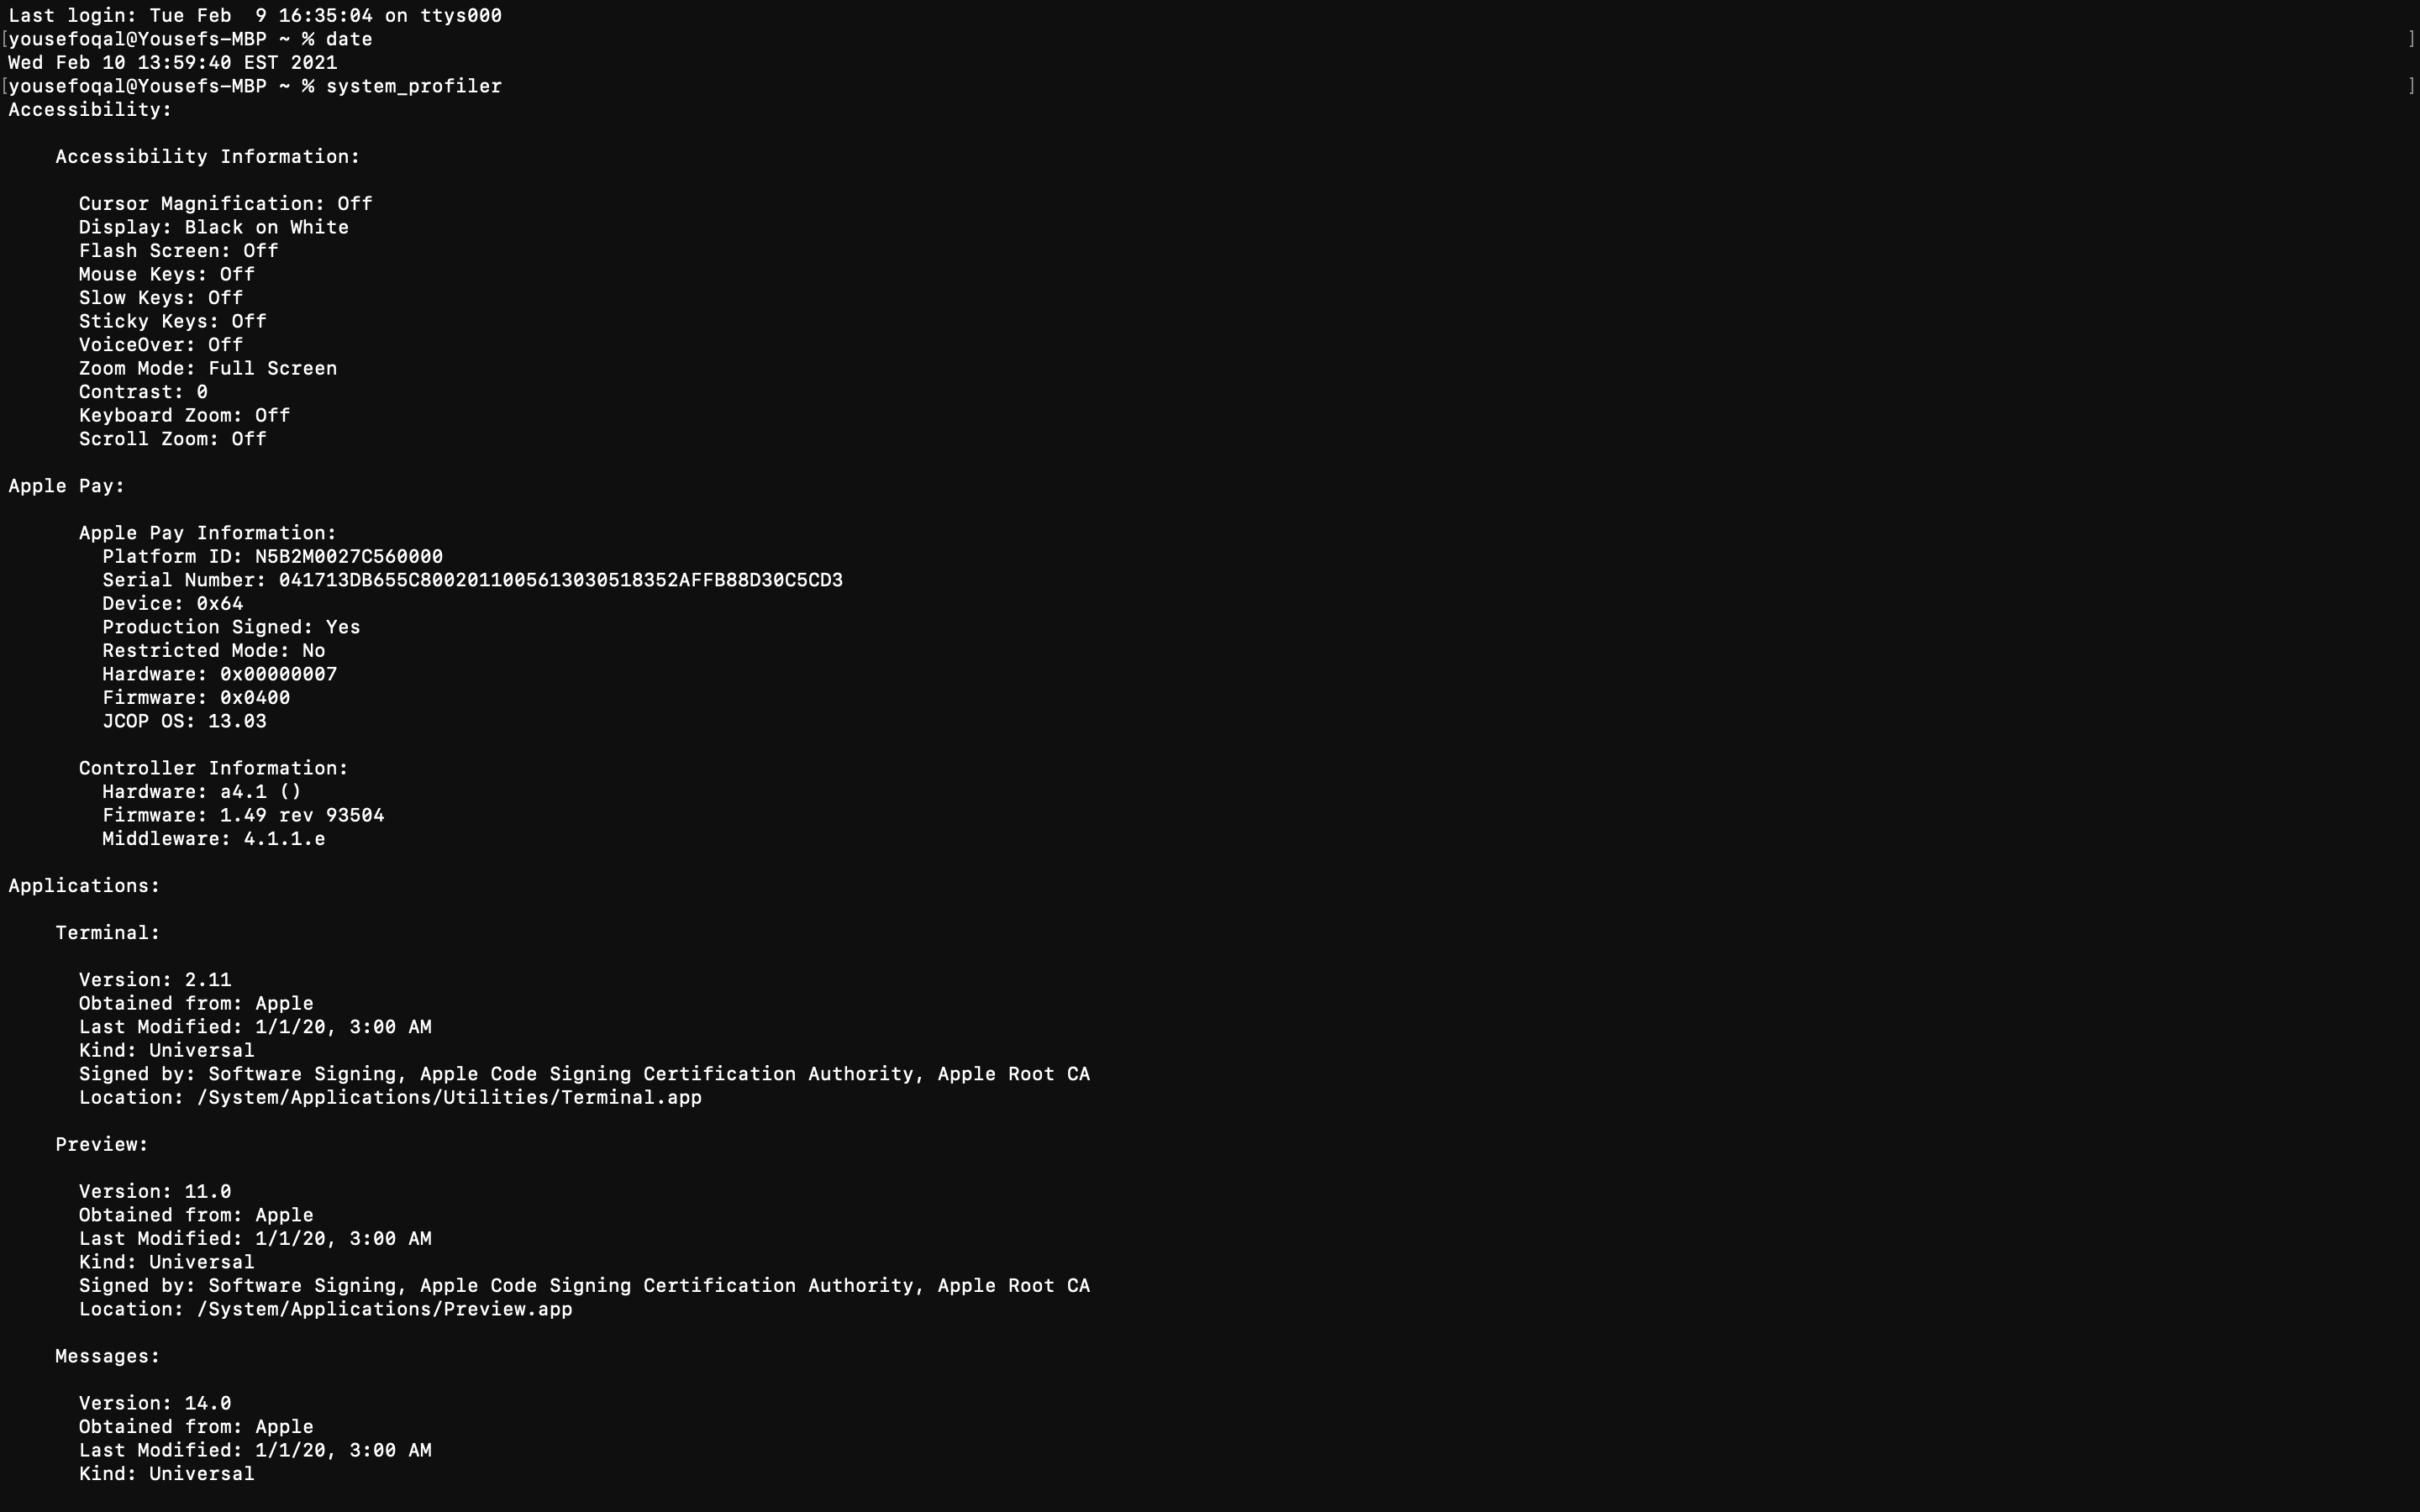 Last login: Tue Feb  9 16:35:04 on ttys000
[yousefoqal@Yousefs-MBP ~ % date ]
Wed Feb 10 13:59:40 EST 2021
[yousefoqal@Yousefs-MBP ~ % system_profiler ]
Accessibility:
Accessibility Information:
Cursor Magnification: Off
Display: Black on White
Flash Screen: Off
Mouse Keys: Off
Slow Keys: Off
Sticky Keys: Off
VoiceOver: Off
Zoom Mode: Full Screen
Contrast: 0
Keyboard Zoom: Off
Scroll Zoom: Off
Apple Pay:
Apple Pay Information:
Platform ID: N5B2M0027C560000
Serial Number: 041713DB655C80020110056130305183​52AFFB88D30C5CD3
Device: 0x64
Production Signed: Yes
Restricted Mode: No
Hardware: 0x00000007
Firmware: 0x0400
JCOP OS: 13.03
Controller Information:
Hardware: a4.1 ()
Firmware: 1.49 rev 93504
Middleware: 4.1.1.e
Applications:
Terminal:
Version: 2.11
Obtained from: Apple
Last Modified: 1/1/20, 3:00 AM
Kind: Universal
Signed by: Software Signing, Apple Code Signing Certification Authority, Apple Root CA
Location: /System/Applications/Utilities/Terminal.app
Preview:
Version: 11.0
Obtained from: Apple
Last Modified: 1/1/20, 3:00 AM
Kind: Universal
Signed by: Software Signing, Apple Code Signing Certification Authority, Apple Root CA
Location: /System/Applications/Preview.app
Messages:
Version: 14.0
Obtained from: Apple
Last Modified: 1/1/20, 3:00 AM
Kind: Universal